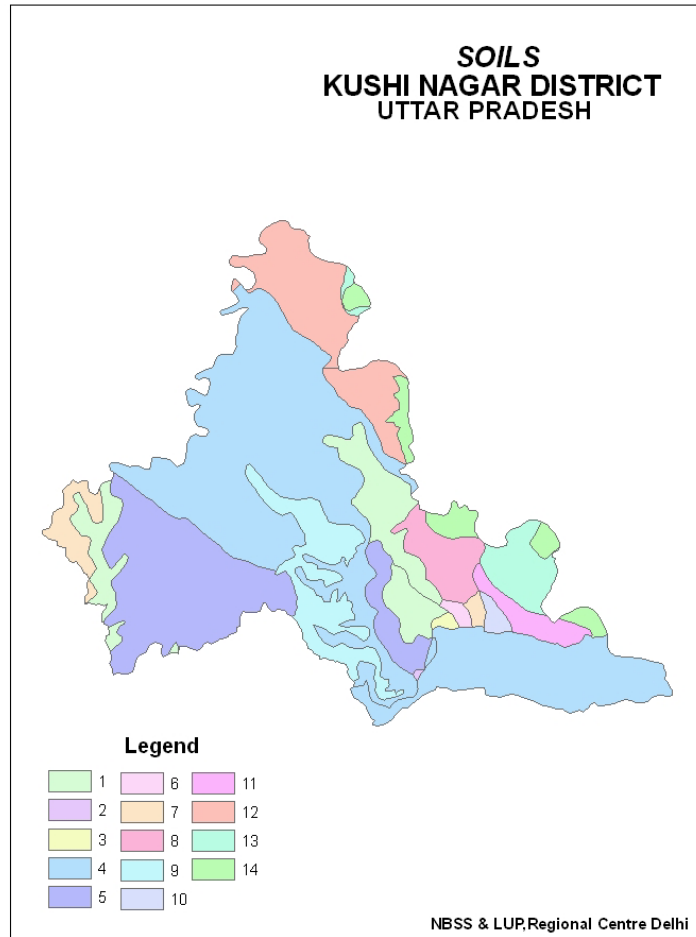 SOILS
KUSHI NAGAR DISTRICT
UTTAR PRADESH
Legend
1 6 11
2 7 12
3 8 13
4 9 14
5 10
NBSS & LUP,Regional Centre Delhi